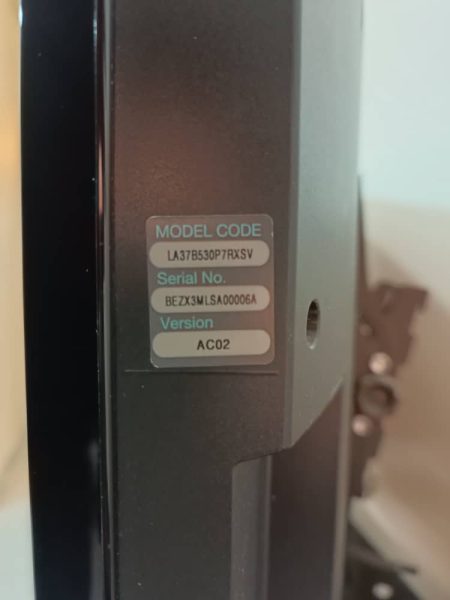 MODEL CODE
LA37B530P7RXSV
Serial No.
BEZX3MLSA00006A
Version
AC02